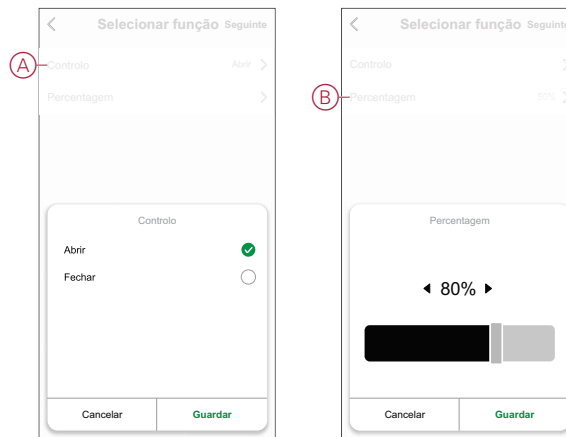 Selecionar função Seguinte
A Controlo Abrir
Percentagem
Controlo
Abrir
Fechar
Cancelar Guardar
Selecionar função Seguinte
Controlo
B Percentagem 80%
Percentagem
80%
Cancelar Guardar